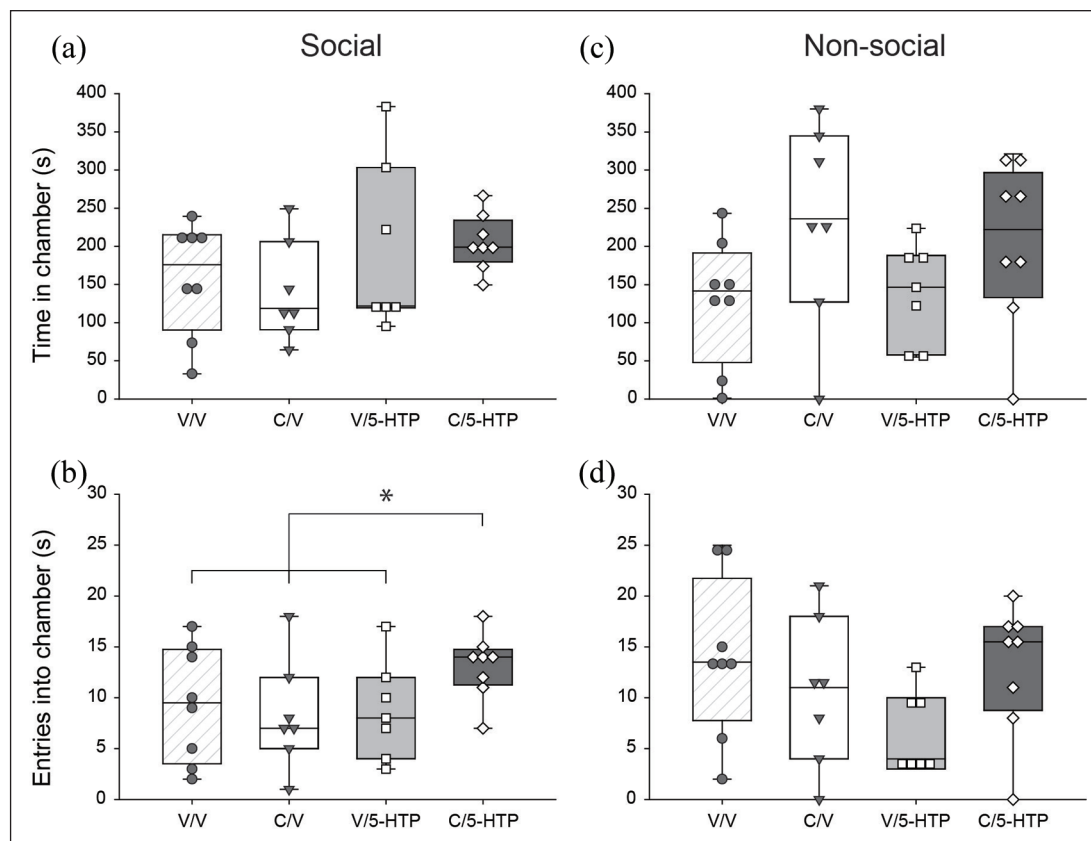 (a)
Social
Time in chamber (s)
400
350
300
250
200
150
100
50
0
V/V C/V V/5-HTP C/5-HTP
(c)
Non-social
400
350
300
250
200
150
100
50
0
V/V C/V V/5-HTP C/5-HTP
(b)
Entries into chamber (s)
30
25
20
15
10
5
0
*
V/V C/V V/5-HTP C/5-HTP
(d)
30
25
20
15
10
5
0
V/V C/V V/5-HTP C/5-HTP